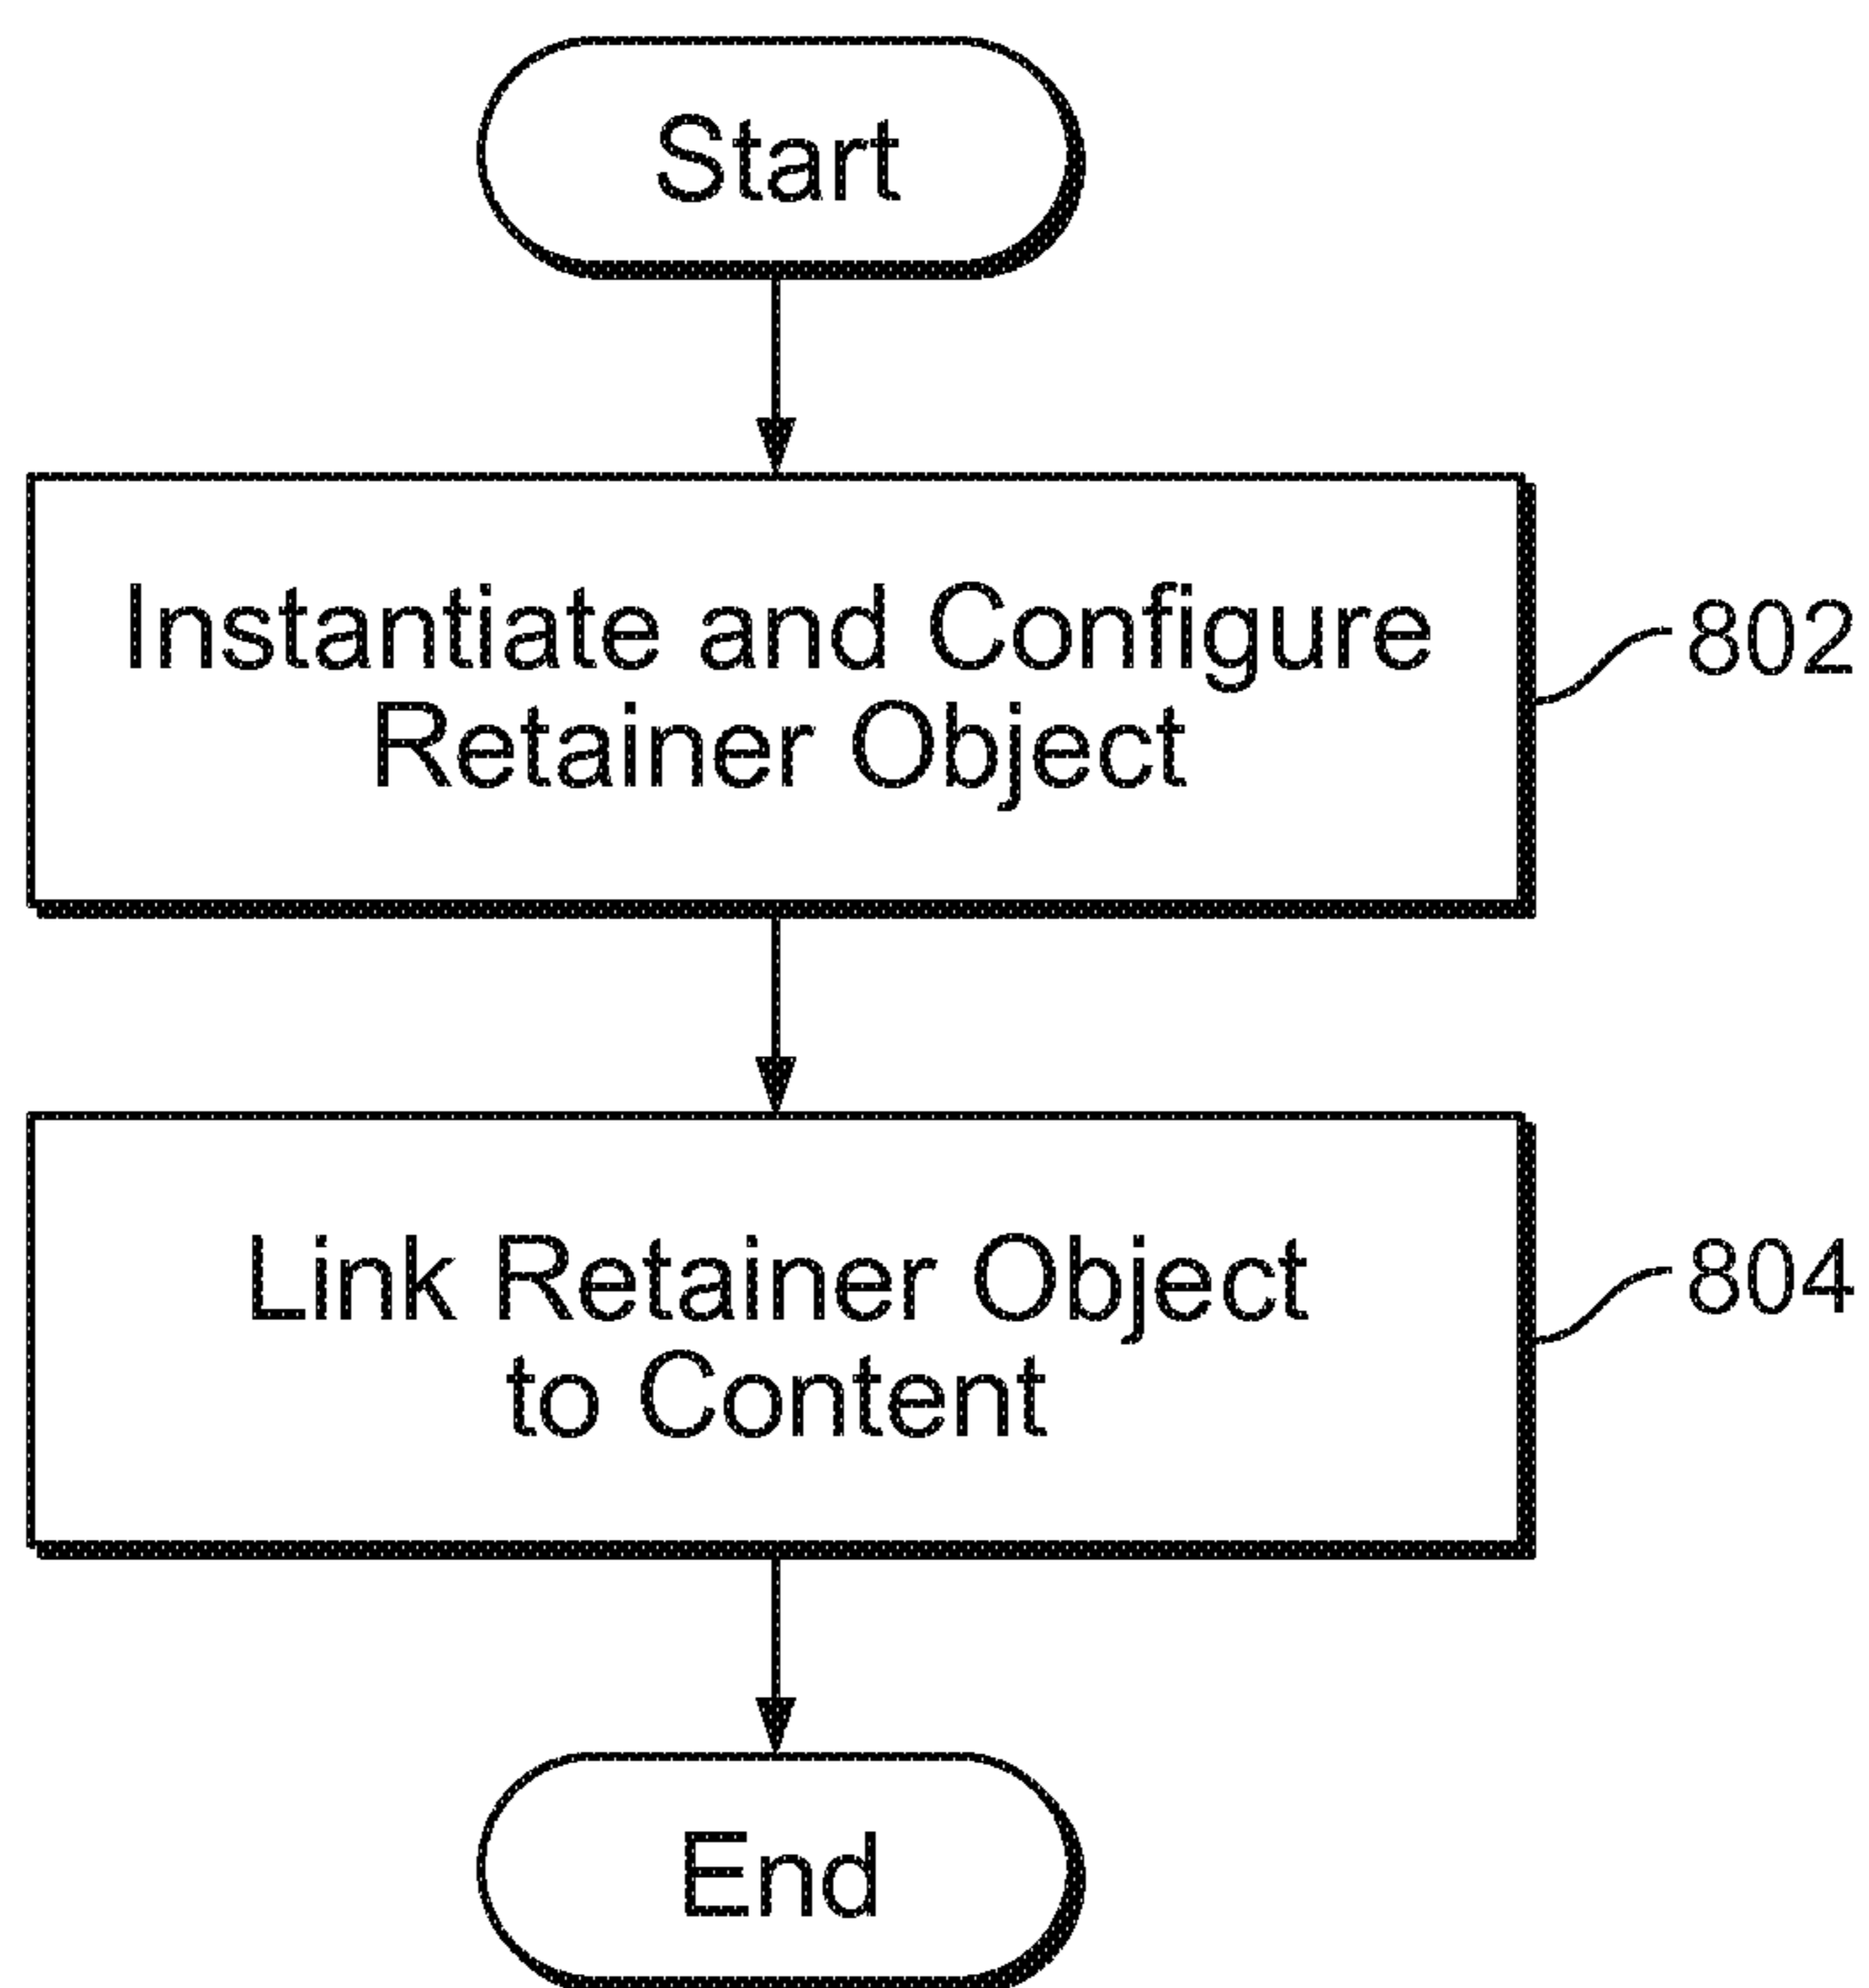 Start
Instantiate and Configure
Retainer Object
802
Link Retainer Object
to Content
804
End